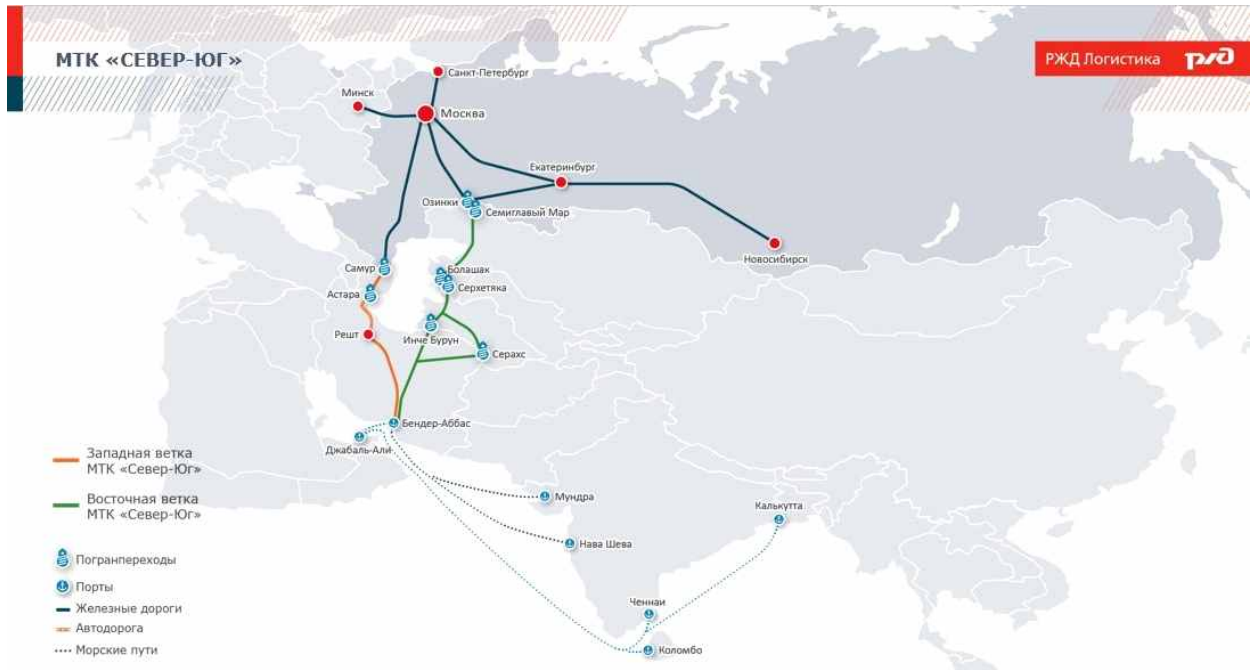 МТК «СЕВЕР-ЮГ»
РЖД Логистика
ржд
Санкт-Петербург
Минск
Москва
Екатеринбург
Озинки
Семиглавый Мар
Новосибирск
Самур
Болашак
Серхетяка
Астара
Решт
Инче Бурун
Серахс
Бендер-Аббас
Джабаль-Али
Западная ветка
МТК «Север-Юг»
Восточная ветка
МТК «Север-Юг»
Мундра
Калькутта
Нава Шева
Погранпереходы
Порты
Ченнаи
Железные дороги
Автодорога
Морские пути
Коломбо